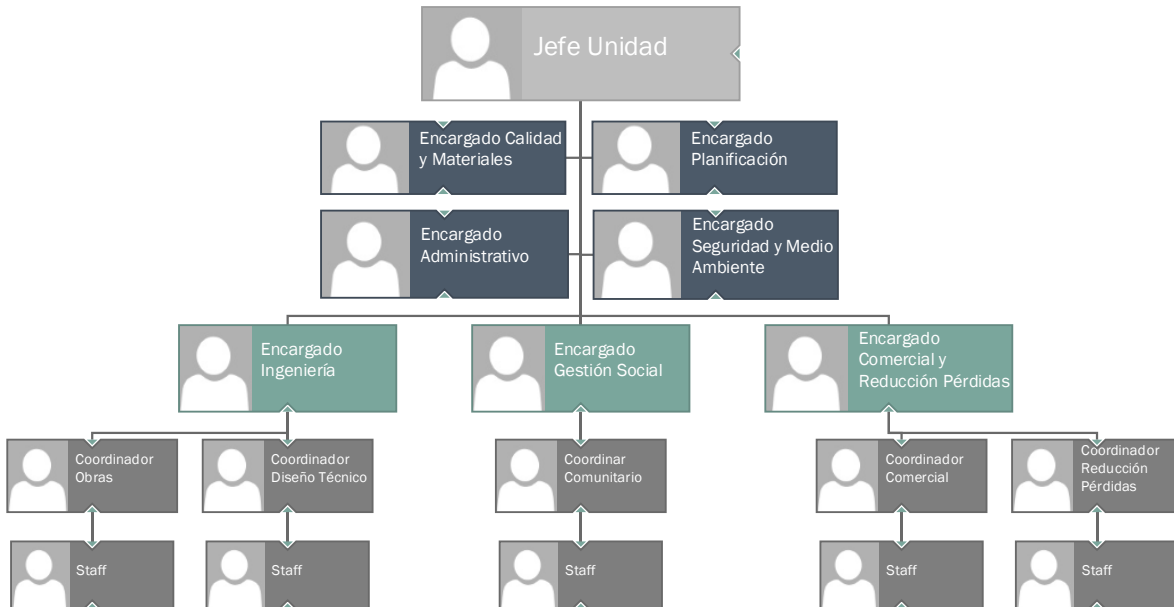 Jefe Unidad
Encargado Calidad
y Materiales
Encargado
Planificación
Encargado
Administrativo
Encargado
Seguridad y Medio
Ambiente
Encargado
Ingeniería
Encargado
Gestión Social
Encargado
Comercial y
Reducción Pérdidas
Coordinador
Obras
Coordinador
Diseño Técnico
Coordinar
Comunitario
Coordinador
Comercial
Coordinador
Reducción
Pérdidas
Staff
Staff
Staff
Staff
Staff